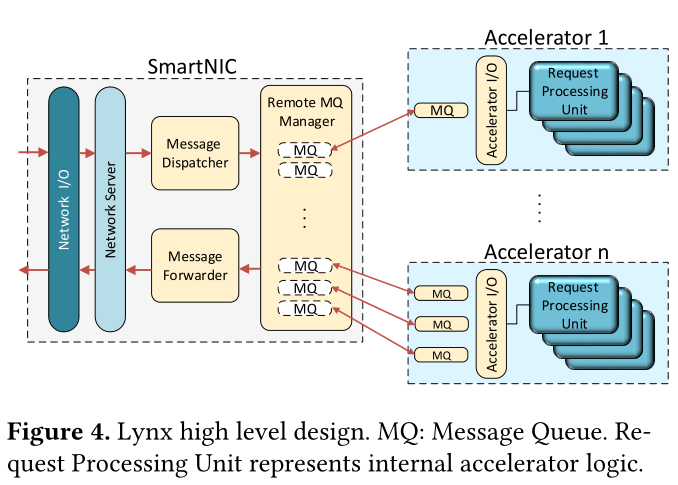 SmartNIC
Network I/O
Network Server
Message
Dispatcher
Message
Forwarder
Remote MQ
Manager
MQ
MQ
MQ
MQ
MQ
Accelerator 1
MQ
Accelerator I/O
Request
Processing
Unit
Accelerator n
MQ
MQ
MQ
Accelerator I/O
Request
Processing
Unit
Figure 4. Lynx high level design. MQ: Message Queue. Re-
quest Processing Unit represents internal accelerator logic.